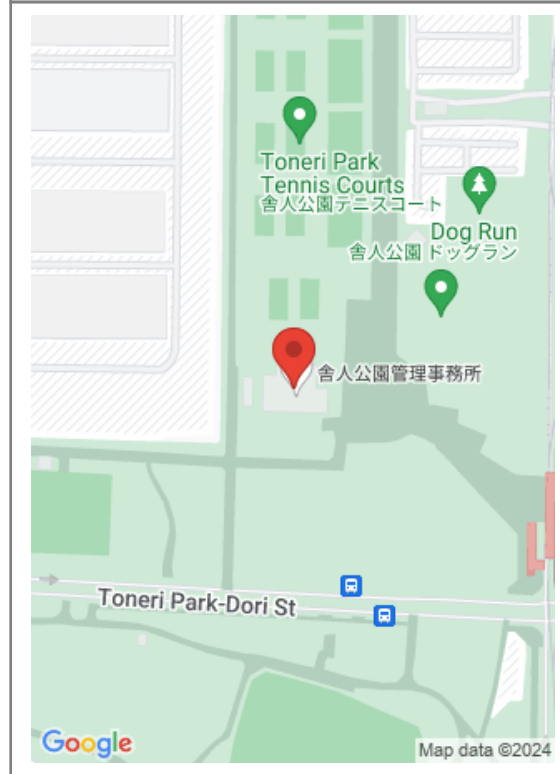 Toneri Park
Tennis Courts
舎人公園テニスコート
Dog Run
舎人公園 ドッグラン
舎人公園管理事務所
Toneri Park-Dori St
Google
Map data ©2024